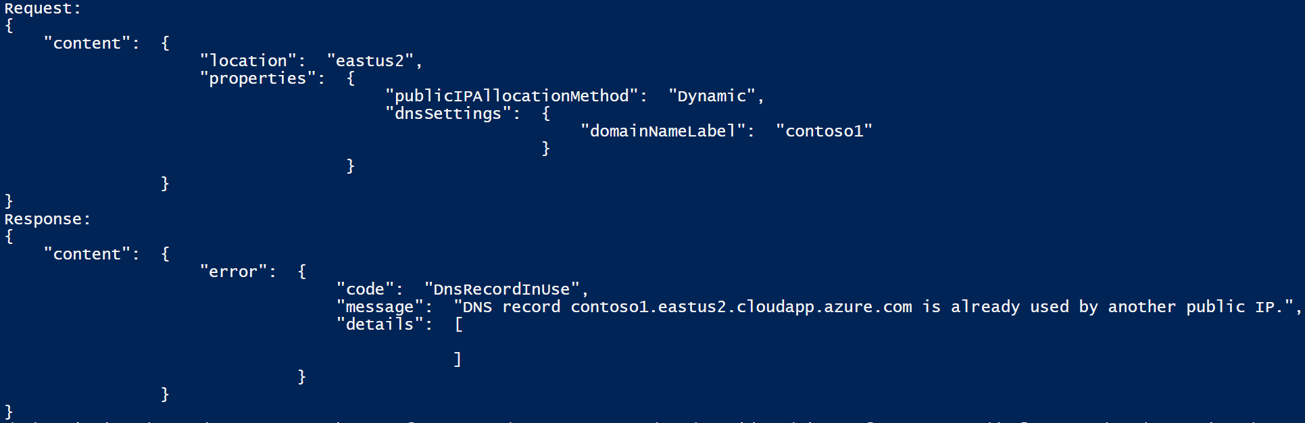 Request:
{
    "content":  {
                    "location":  "eastus2",
                    "properties":  {
                                       "publicIPAllocationMethod":  "Dynamic",
                                       "dnsSettings":  {
                                                           "domainNameLabel":  "contoso1"
                                                       }
                                   }
                }
}
Response:
{
    "content":  {
                    "error":  {
                                  "code":  "DnsRecordInUse",
                                  "message":  "DNS record contoso1.eastus2.cloudapp.azure.com is already used by another public IP.",
                                  "details":  [

                                              ]
                              }
                }
}